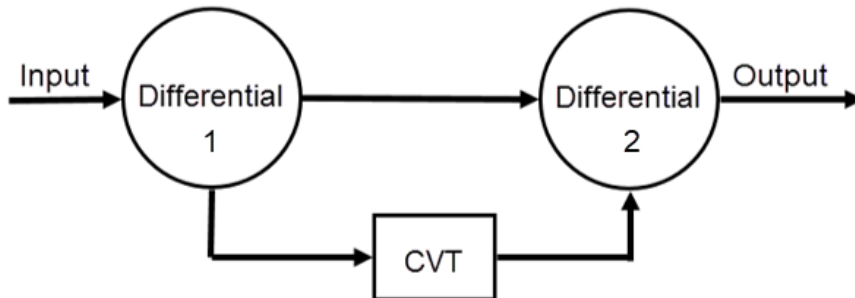 Input
Differential
1
Differential
2
Output
CVT